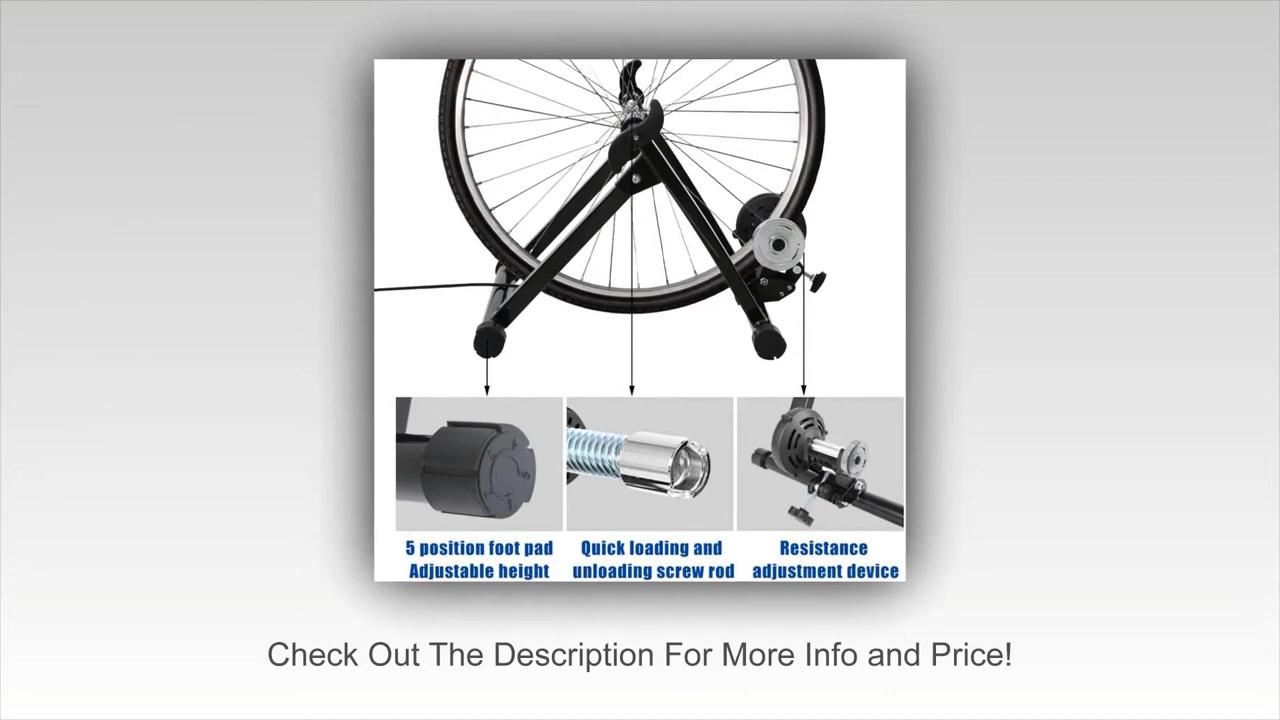 5 position foot pad
Adjustable height
Quick loading and
unloading screw rod
Resistance
adjustment device
Check Out The Description For More Info and Price!